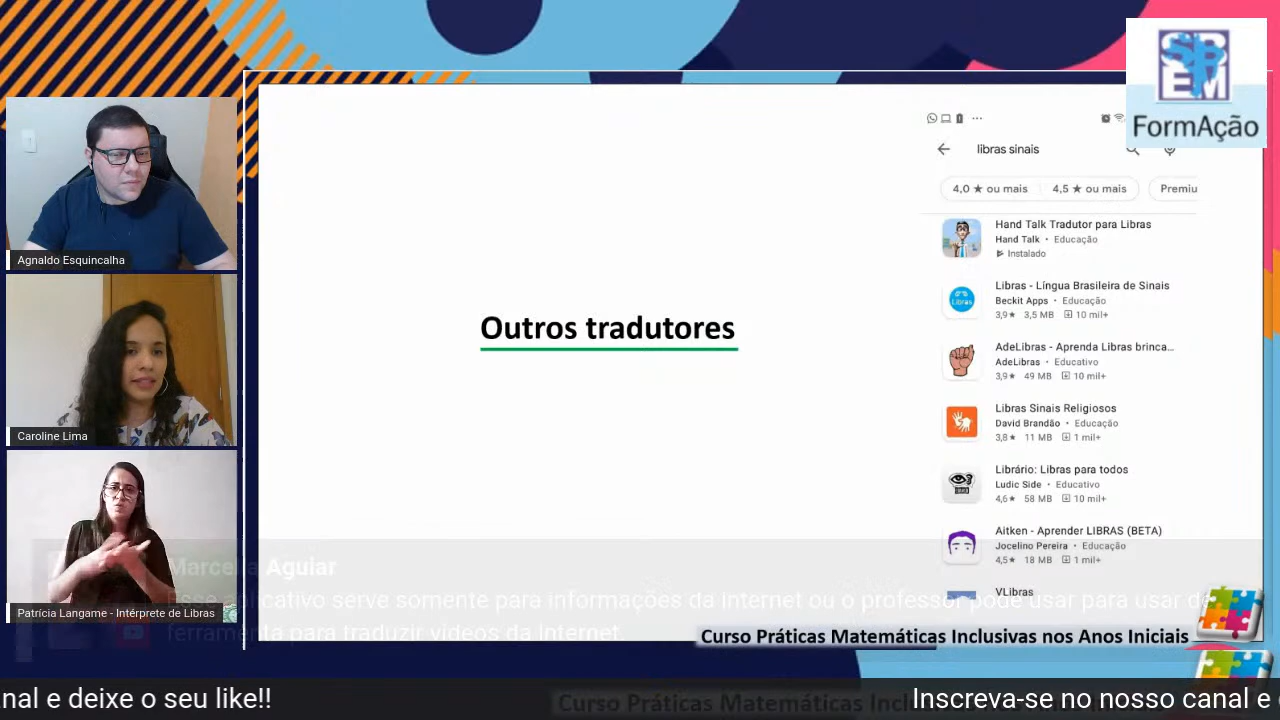 SBEM
FormAção
libras sinais
4,0 ★ ou mais
4,5 ★ ou mais
Premiu
Hand Talk Tradutor para Libras
Hand Talk • Educação
Instalado
Libras - Língua Brasileira de Sinais
Beckit Apps • Educação
3,9★ 3,5 MB 10 mil+
AdeLibras - Aprenda Libras brinca...
AdeLibras • Educativo
3,9★ 49 MB 10 mil+
Libras Sinais Religiosos
David Brandão • Educação
3,8★ 11 MB 1 mil+
Librário: Libras para todos
Ludic Side • Educativo
4,6★ 58 MB 10 mil+
Aitken - Aprender LIBRAS (BETA)
Jocelino Pereira • Educação
4,5★ 18 MB 1 mil+
VLibras
Outros tradutores
Agnaldo Esquincalha
Caroline Lima
Patrícia Langame - Intérprete de Libras
Marcella Aguiar
Esse aplicativo serve somente para informações da internet ou o professor pode usar para usar de
ferramenta para traduzir vídeos da internet
Curso Práticas Matemáticas Inclusivas nos Anos Iniciais
Curso Práticas Matemáticas
nal e deixe o seu like!!
Inscreva-se no nosso canal e